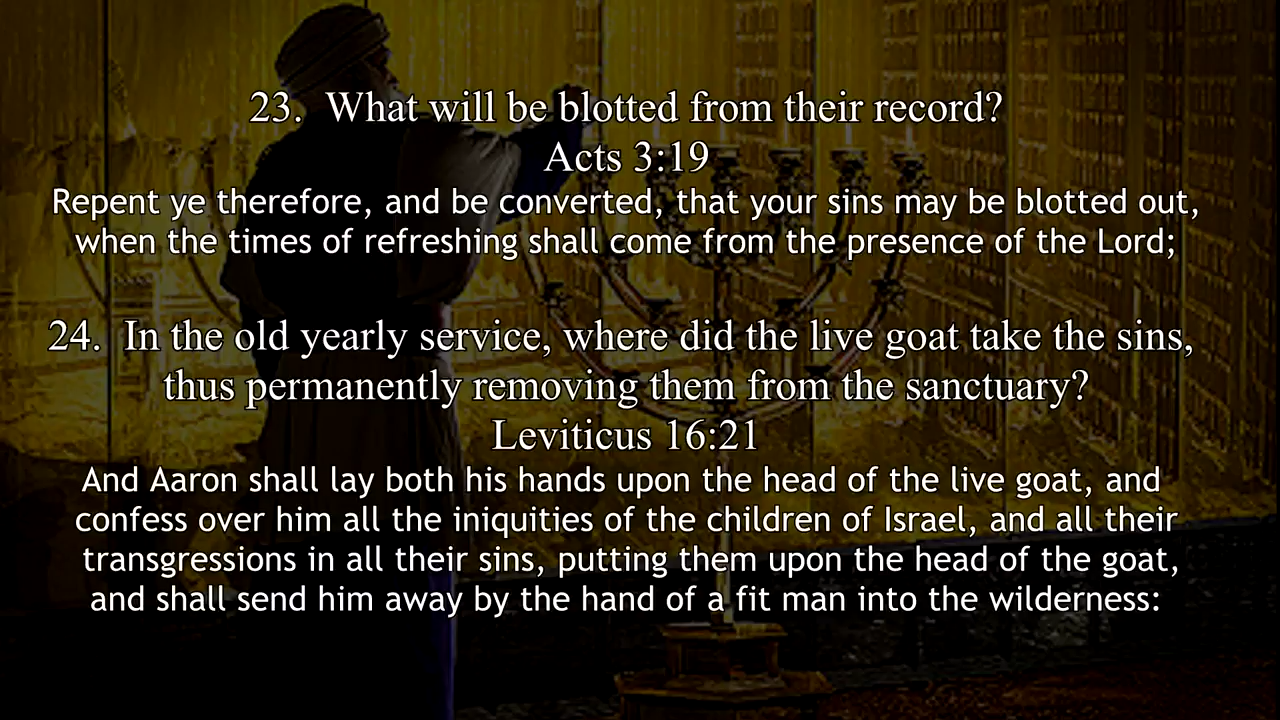 23. What will be blotted from their record?
Acts 3:19
Repent ye therefore, and be converted, that your sins may be blotted out,
when the times of refreshing shall come from the presence of the Lord;
24. In the old yearly service, where did the live goat take the sins,
thus permanently removing them from the sanctuary?
Leviticus 16:21
And Aaron shall lay both his hands upon the head of the live goat, and
confess over him all the iniquities of the children of Israel, and all their
transgressions in all their sins, putting them upon the head of the goat,
and shall send him away by the hand of a fit man into the wilderness: